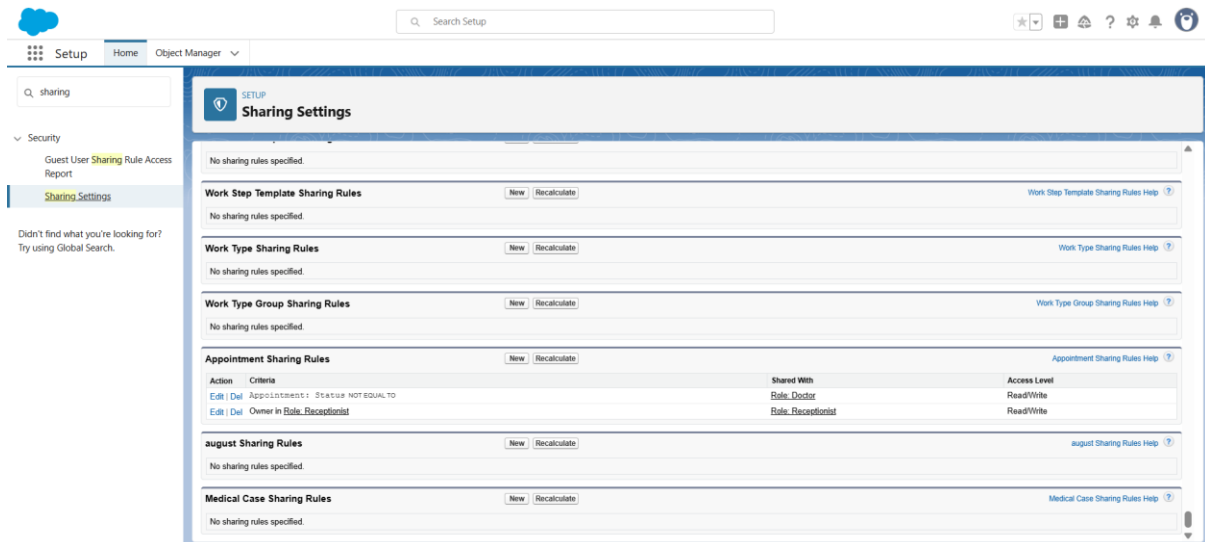 Search Setup
Setup Home Object Manager
sharing
Security
Guest User Sharing Rule Access
Report
Sharing Settings
Didn't find what you're looking for?
Try using Global Search.
SETUP
Sharing Settings
No sharing rules specified.
Work Step Template Sharing Rules New Recalculate Work Step Template Sharing Rules Help ?
No sharing rules specified.
Work Type Sharing Rules New Recalculate Work Type Sharing Rules Help ?
No sharing rules specified.
Work Type Group Sharing Rules New Recalculate Work Type Group Sharing Rules Help ?
No sharing rules specified.
Appointment Sharing Rules New Recalculate Appointment Sharing Rules Help ?
Action Criteria Shared With Access Level
Edit | Del Appointment: Status NOT EQUAL TO Role: Doctor Read/Write
Edit | Del Owner in Role: Receptionist Role: Receptionist Read/Write
august Sharing Rules New Recalculate august Sharing Rules Help ?
No sharing rules specified.
Medical Case Sharing Rules New Recalculate Medical Case Sharing Rules Help ?
No sharing rules specified.